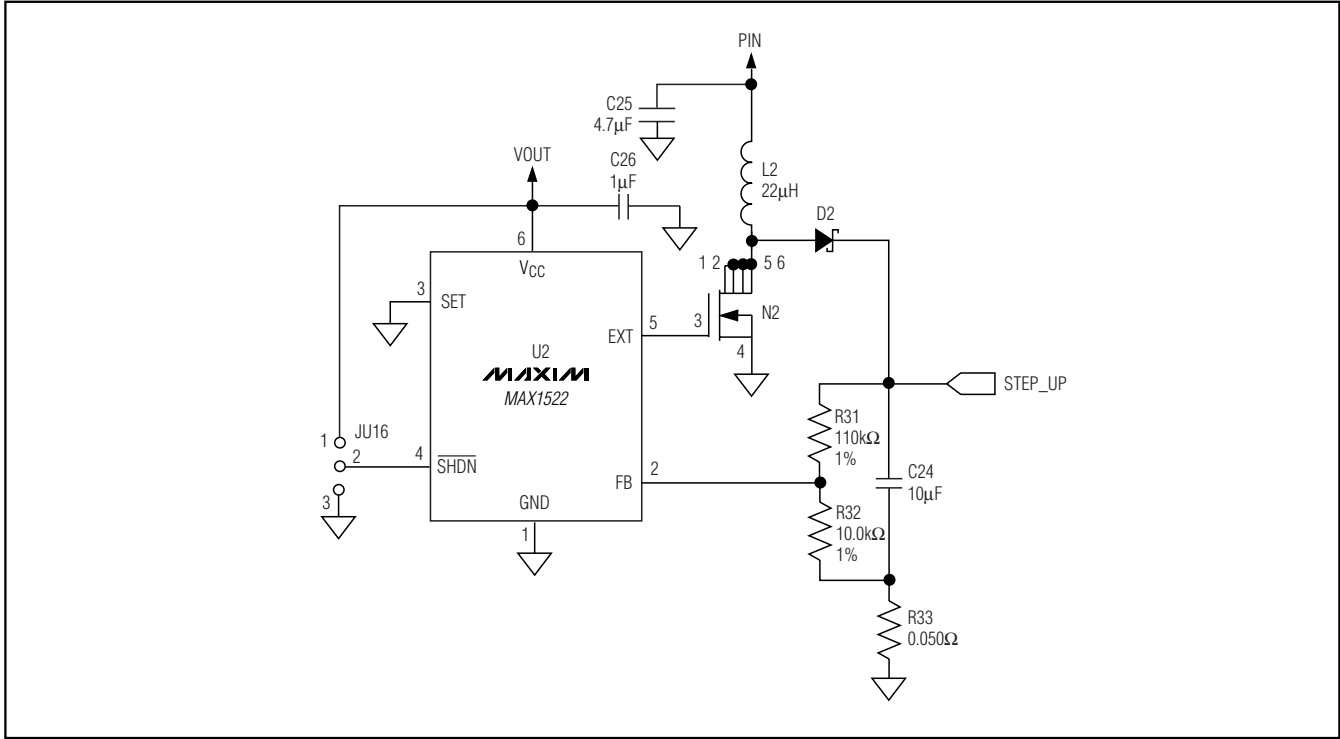 PIN
C25
4.7μF
VOUT
C26
1μF
L2
22μH
D2
6
VCC
1 2
5 6
3
SET
5
EXT
3
N2
4
U2
MAXIM
MAX1522
STEP_UP
R31
110kΩ
1%
1
JU16
2
4
SHDN
2
FB
C24
10μF
3
GND
1
R32
10.0kΩ
1%
R33
0.050Ω